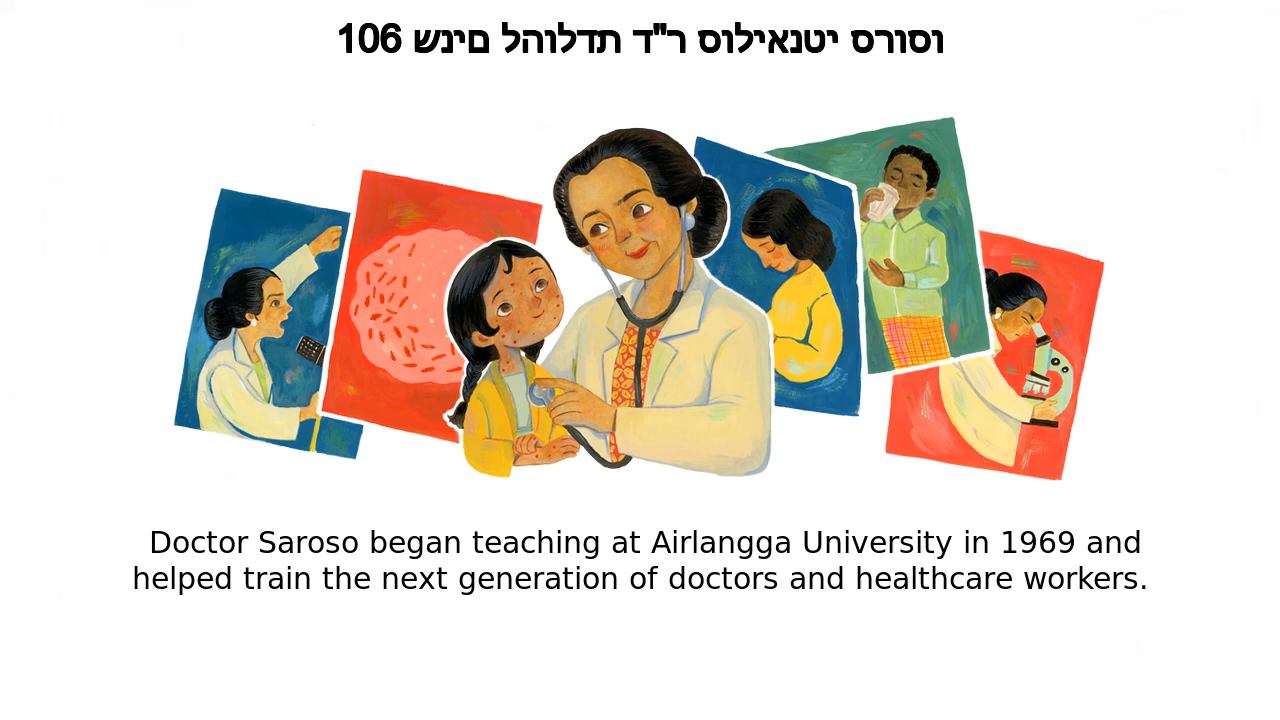 106 שנים להולדת ד"ר סוליאנטי סרוסו
Doctor Saroso began teaching at Airlangga University in 1969 and
helped train the next generation of doctors and healthcare workers.